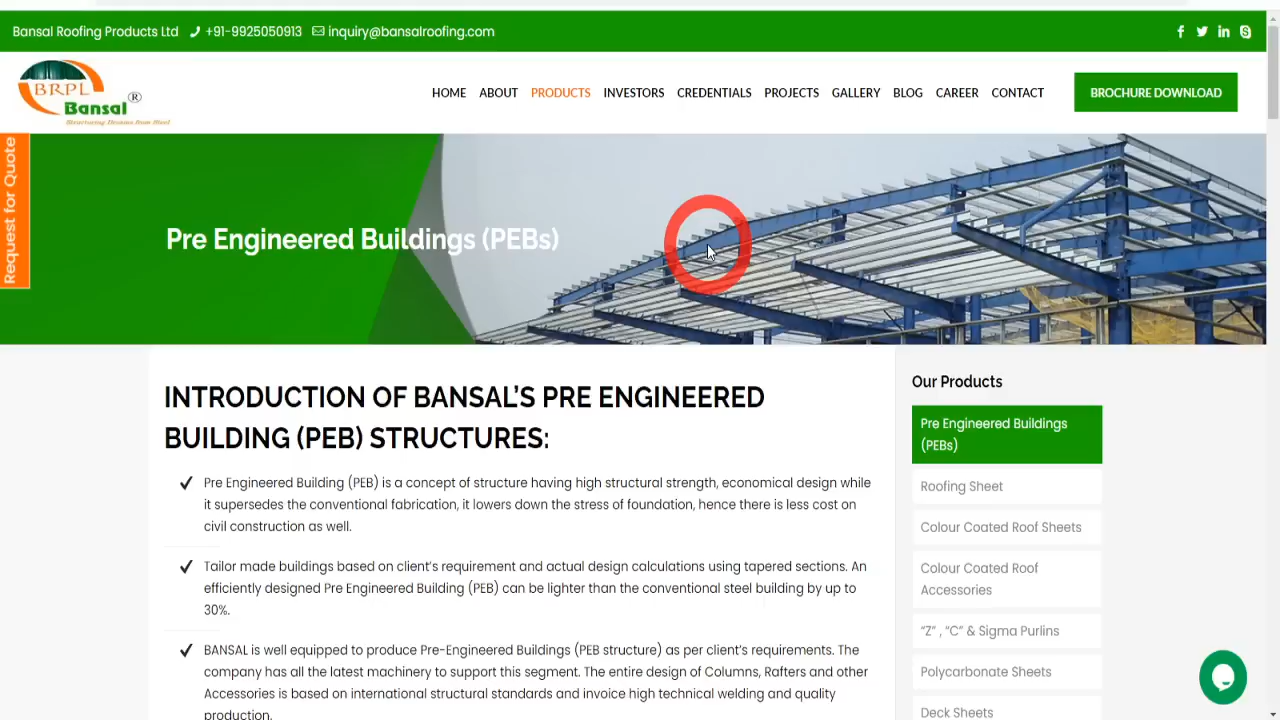 Bansal Roofing Products Ltd +91-9925050913 inquiry@bansalroofing.com
BRPL
Bansal ®
Structuring Dreams From Steel
HOME ABOUT PRODUCTS INVESTORS CREDENTIALS PROJECTS GALLERY BLOG CAREER CONTACT BROCHURE DOWNLOAD
Request for Quote
Pre Engineered Buildings (PEBs)
INTRODUCTION OF BANSAL’S PRE ENGINEERED
BUILDING (PEB) STRUCTURES:
Pre Engineered Building (PEB) is a concept of structure having high structural strength, economical design while
it supersedes the conventional fabrication, it lowers down the stress of foundation, hence there is less cost on
civil construction as well.
Tailor made buildings based on client’s requirement and actual design calculations using tapered sections. An
efficiently designed Pre Engineered Building (PEB) can be lighter than the conventional steel building by up to
30%.
BANSAL is well equipped to produce Pre-Engineered Buildings (PEB structure) as per client’s requirements. The
company has all the latest machinery to support this segment. The entire design of Columns, Rafters and other
Accessories is based on international structural standards and invoice high technical welding and quality
production.
Our Products
Pre Engineered Buildings
(PEBs)
Roofing Sheet
Colour Coated Roof Sheets
Colour Coated Roof
Accessories
“Z” , “C” & Sigma Purlins
Polycarbonate Sheets
Deck Sheets